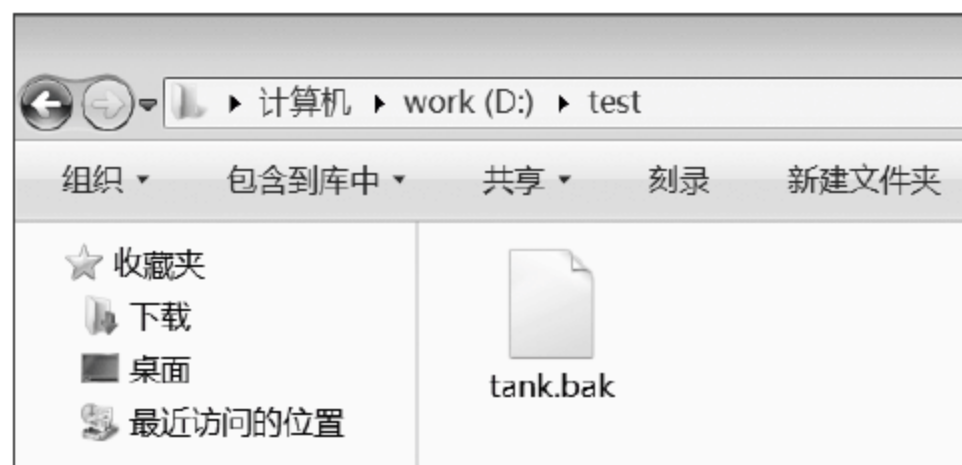 计算机 work (D:) test
组织 包含到库中 共享 刻录 新建文件夹
收藏夹
下载
桌面
最近访问的位置
tank.bak